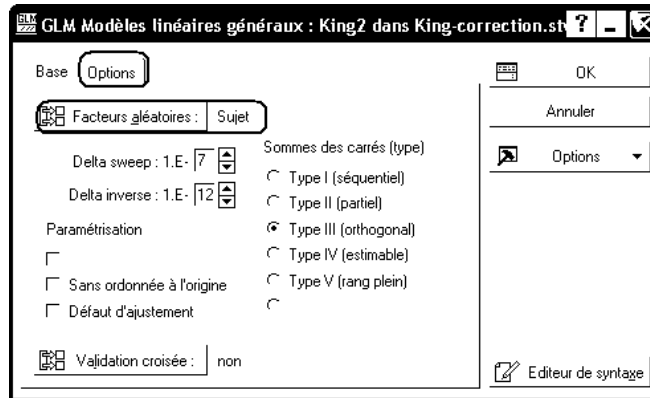 GLM Modèles linéaires généraux : King2 dans King-correction.st
Base Options
Facteurs aléatoires : Sujet
Delta sweep : 1.E- 7
Delta inverse : 1.E- 12
Paramétrisation
Sans ordonnée à l'origine
Défaut d'ajustement
Validation croisée : non
Sommes des carrés (type)
Type I (séquentiel)
Type II (partiel)
Type III (orthogonal)
Type IV (estimable)
Type V (rang plein)
OK
Annuler
Options
Editeur de syntaxe